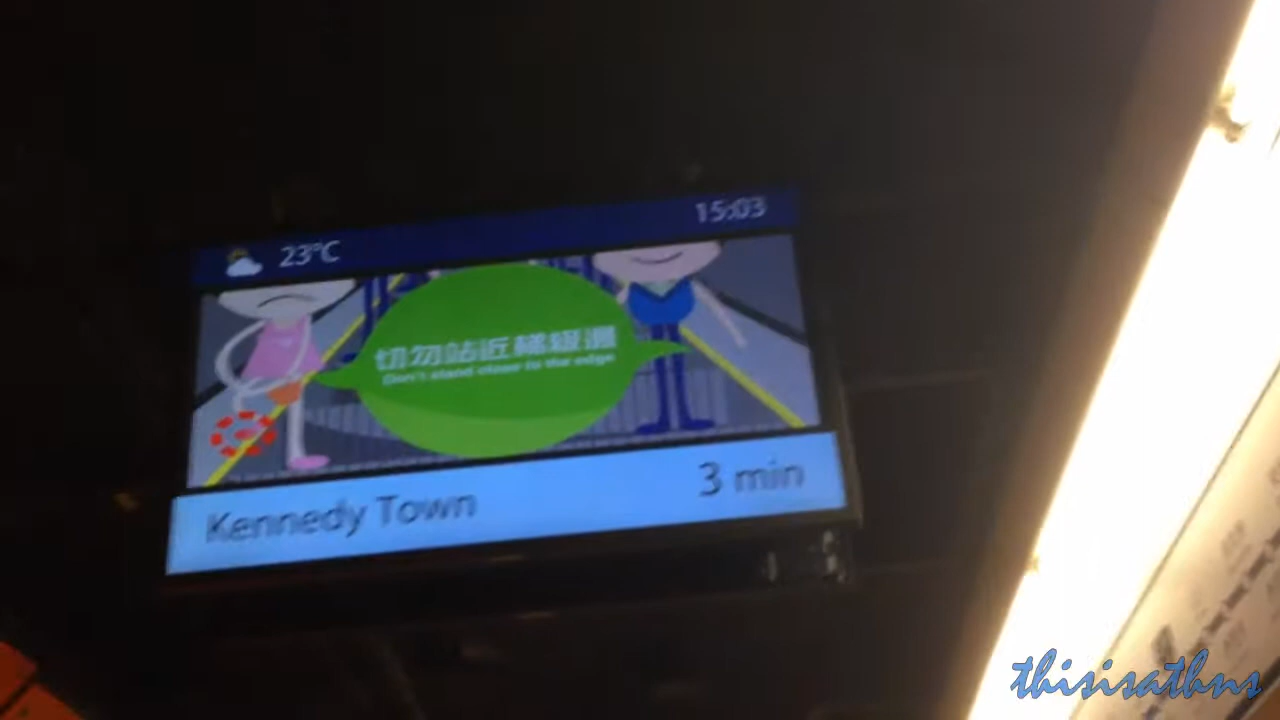 23°C
15:03
切勿站近梯級邊
Don't stand close to the edge
Kennedy Town
3 min
thisisathns